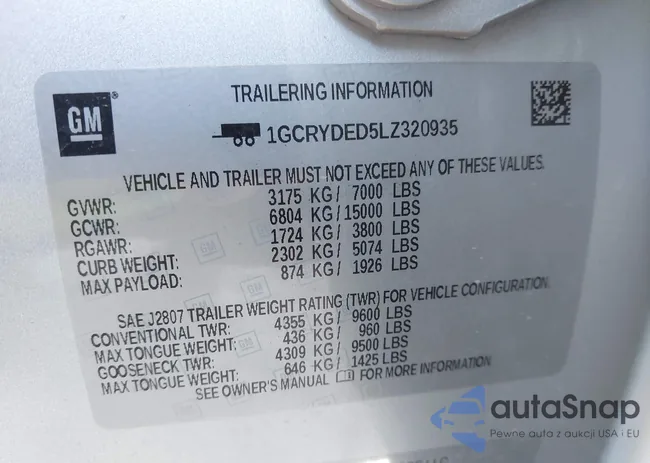 GM
TRAILERING INFORMATION
1GCRYDED5LZ320935
VEHICLE AND TRAILER MUST NOT EXCEED ANY OF THESE VALUES.
GVWR: 3175 KG/ 7000 LBS
GCWR: 6804 KG/15000 LBS
RGAWR: 1724 KG/ 3800 LBS
CURB WEIGHT: 2302 KG/ 5074 LBS
MAX PAYLOAD: 874 KG/ 1926 LBS
SAE J2807 TRAILER WEIGHT RATING (TWR) FOR VEHICLE CONFIGURATION.
CONVENTIONAL TWR: 4355 KG/ 9600 LBS
MAX TONGUE WEIGHT: 436 KG/ 960 LBS
GOOSENECK TWR: 4309 KG/ 9500 LBS
MAX TONGUE WEIGHT: 646 KG/ 1425 LBS
SEE OWNER'S MANUAL FOR MORE INFORMATION
autaSnap
Pewne auta z aukcji USA i EU